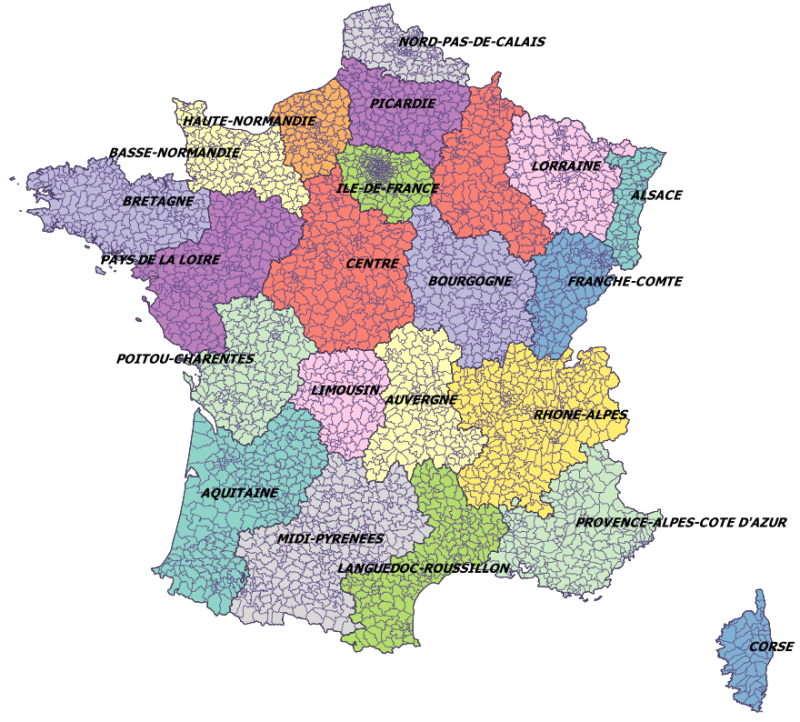 NORD-PAS-DE-CALAIS
PICARDIE
HAUTE-NORMANDIE
BASSE-NORMANDIE
LORRAINE
ILE-DE-FRANCE
ALSACE
BRETAGNE
PAYS DE LA LOIRE
CENTRE
BOURGOGNE
FRANCHE-COMTE
POITOU-CHARENTES
LIMOUSIN
AUVERGNE
RHONE-ALPES
AQUITAINE
PROVENCE-ALPES-COTE D'AZUR
MIDI-PYRENEES
LANGUEDOC-ROUSSILLON
CORSE